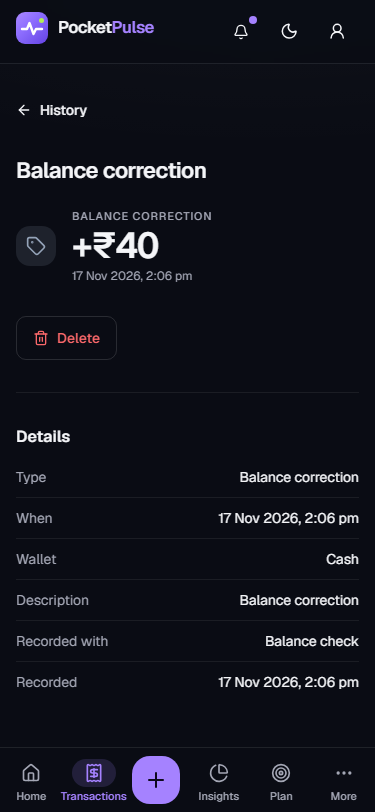 PocketPulse
History
Balance correction
BALANCE CORRECTION
+₹40
17 Nov 2026, 2:06 pm
Delete
Details
Type Balance correction
When 17 Nov 2026, 2:06 pm
Wallet Cash
Description Balance correction
Recorded with Balance check
Recorded 17 Nov 2026, 2:06 pm
Home Transactions Insights Plan More